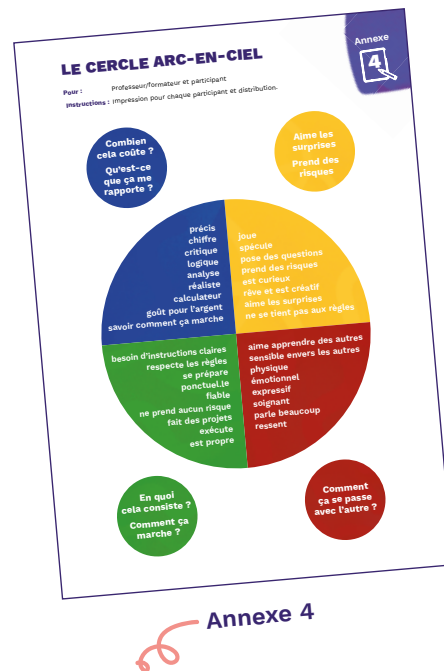 LE CERCLE ARC-EN-CIEL
Annexe
4
Pour : Professeur/formateur et participant
Instructions : Impression pour chaque participant et distribution.
Combien
cela coûte ?
Qu'est-ce
que ça me
rapporte ?
Aime les
surprises
Prend des
risques
précis
chiffre
critique
logique
analyse
réaliste
calculateur
goût pour l'argent
savoir comment ça marche
joue
spécule
pose des questions
prend des risques
est curieux
rêve et est créatif
aime les surprises
ne se tient pas aux règles
besoin d'instructions claires
respecte les règles
se prépare
ponctuel.le
fiable
ne prend aucun risque
fait des projets
exécute
est propre
aime apprendre des autres
sensible envers les autres
physique
émotionnel
expressif
soignant
parle beaucoup
ressent
En quoi
cela consiste ?
Comment ça
marche ?
Comment
ça se passe
avec l'autre ?
Annexe 4